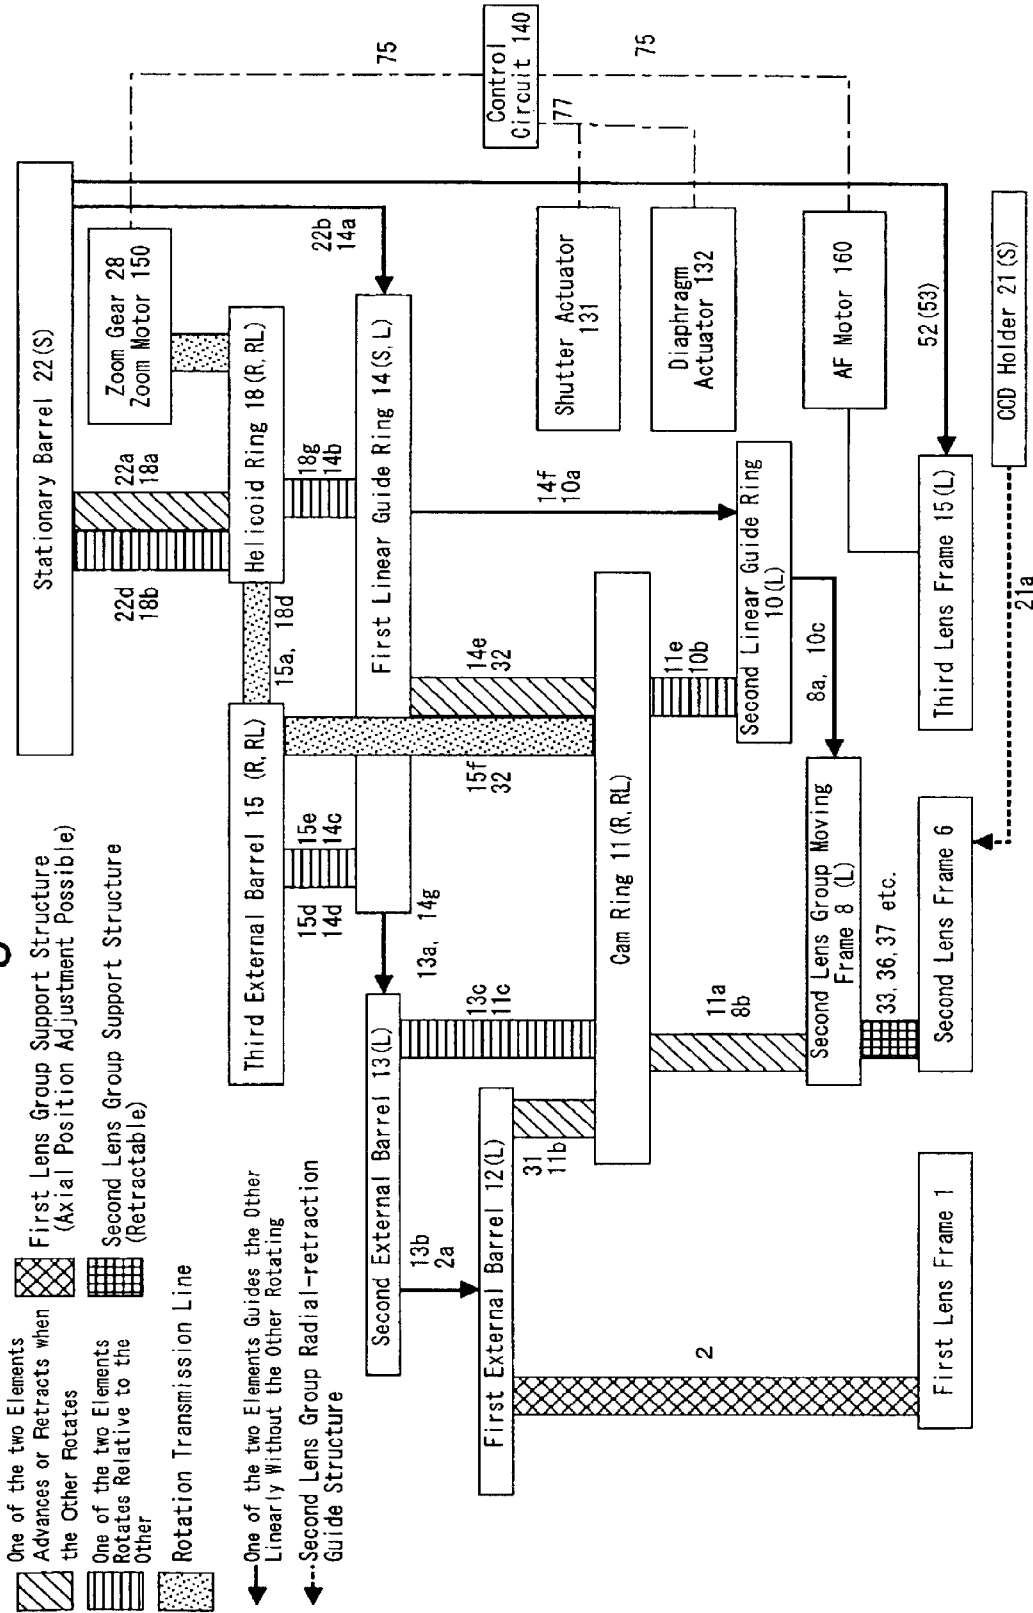 One of the two Elements
Advances or Retracts when
the Other Rotates
One of the two Elements
Rotates Relative to the
Other
Rotation Transmission Line
First Lens Group Support Structure
(Axial Position Adjustment Possible)
Second Lens Group Support Structure
(Retractable)
One of the two Elements Guides the Other
Linearly Without the Other Rotating
Second Lens Group Radial-retraction
Guide Structure
Stationary Barrel 22(S)
22d
18b
22a
18a
Zoom Gear 28
Zoom Motor 150
75
Third External Barrel 15 (R, RL)
15a, 18d
Helicoid Ring 18(R, RL)
15d
14d
15e
14c
18g
14b
22b
14a
Second External Barrel 13(L)
13a, 14g
First Linear Guide Ring 14(S, L)
Control
Circuit 140
77
75
13b
2a
13c
11c
15f
32
14e
32
14f
10a
Shutter Actuator
131
First External Barrel 12(L)
31
11b
Cam Ring 11(R, RL)
Diaphragm
Actuator 132
11a
8b
11e
10b
Second Linear Guide Ring
10(L)
2
8a, 10c
Second Lens Group Moving
Frame 8 (L)
AF Motor 160
33, 36, 37 etc.
52(53)
First Lens Frame 1
Second Lens Frame 6
Third Lens Frame 15(L)
CCD Holder 21(S)
21a